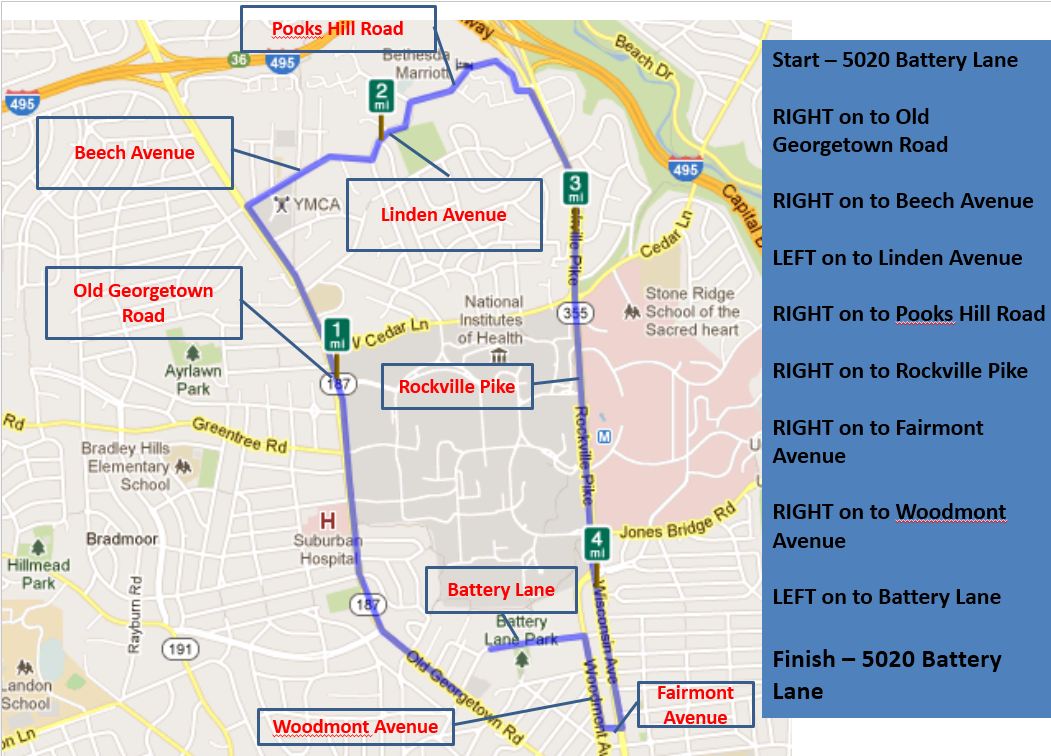 Pooks Hill Road
way
36
495
Bethesda
Marriott
Beech Dr
2
mi
495
Beech Avenue
495
3
mi
Capital B
YMCA
Linden Avenue
ville Pike
Cedar Ln
Old Georgetown
Road
National
Institutes
of Health
355
Stone Ridge
School of the
Sacred heart
1
mi
V Cedar Ln
Ayrlawn
Park
187
Rockville Pike
Rd
Greentree Rd
M
U
Bradley Hills
Elementary
School
Rockville Pike
H
Suburban
Hospital
Bradmoor
4
mi
Jones Bridge Rd
Hillmead
Park
Battery Lane
Rayburn Rd
187
Wisconsin Ave
Battery
Lane Park
191
Old Georgetown Rd
Landon
School
Woodmont Av
Fairmont
Avenue
Woodmont Avenue
on Ln
Start – 5020 Battery Lane
RIGHT on to Old
Georgetown Road
RIGHT on to Beech Avenue
LEFT on to Linden Avenue
RIGHT on to Pooks Hill Road
RIGHT on to Rockville Pike
RIGHT on to Fairmont
Avenue
RIGHT on to Woodmont
Avenue
LEFT on to Battery Lane
Finish – 5020 Battery
Lane